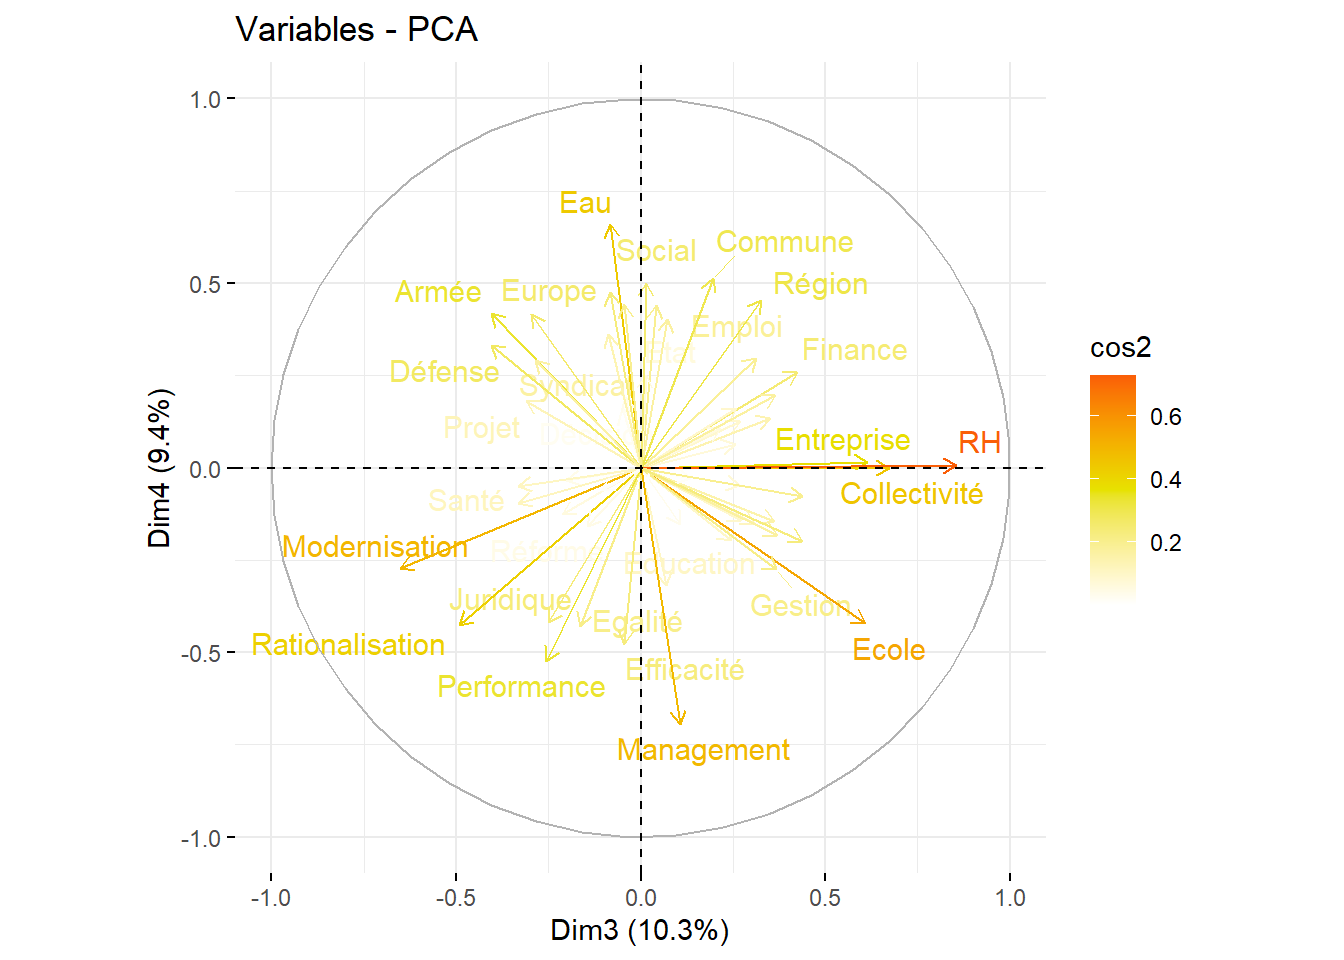 Variables - PCA
1.0
0.5
0.0
-0.5
-1.0
Dim4 (9.4%)
Eau
Social
Commune
Armée
Europe
Région
Emploi
Finance
Défense
Syndical
Projet
Entreprise
RH
Santé
Collectivité
Modernisation
Education
Juridique
Gestion
Egalité
Rationalisation
Ecole
Efficacité
Performance
Management
-1.0
-0.5
0.0
0.5
1.0
Dim3 (10.3%)
cos2
0.6
0.4
0.2